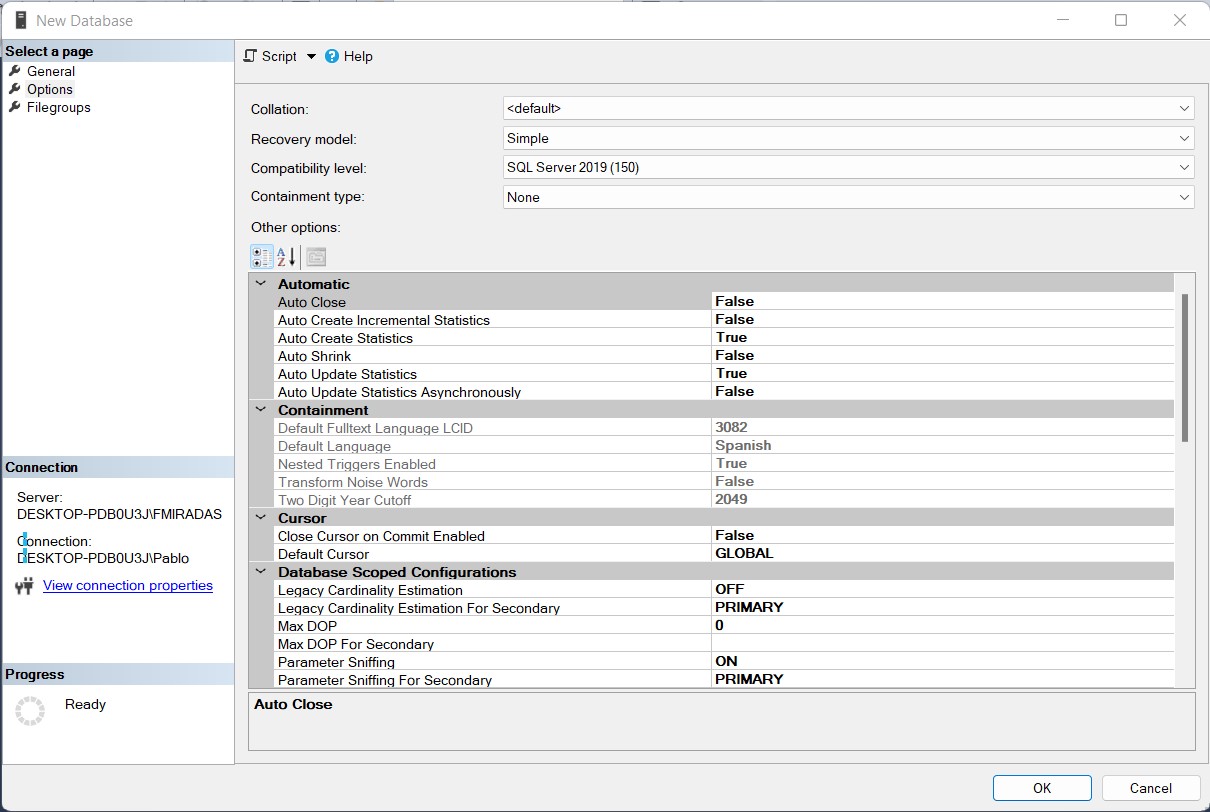 New Database
Select a page
General
Options
Filegroups
Script Help
Collation: <default>
Recovery model: Simple
Compatibility level: SQL Server 2019 (150)
Containment type: None
Other options:
Automatic
Auto Close False
Auto Create Incremental Statistics False
Auto Create Statistics True
Auto Shrink False
Auto Update Statistics True
Auto Update Statistics Asynchronously False
Containment
Default Fulltext Language LCID 3082
Default Language Spanish
Nested Triggers Enabled True
Transform Noise Words False
Two Digit Year Cutoff 2049
Cursor
Close Cursor on Commit Enabled False
Default Cursor GLOBAL
Database Scoped Configurations
Legacy Cardinality Estimation OFF
Legacy Cardinality Estimation For Secondary PRIMARY
Max DOP 0
Max DOP For Secondary
Parameter Sniffing ON
Parameter Sniffing For Secondary PRIMARY
Auto Close
Connection
Server:
DESKTOP-PDB0U3J\FMIRADAS
Connection:
DESKTOP-PDB0U3J\Pablo
View connection properties
Progress
Ready
OK Cancel